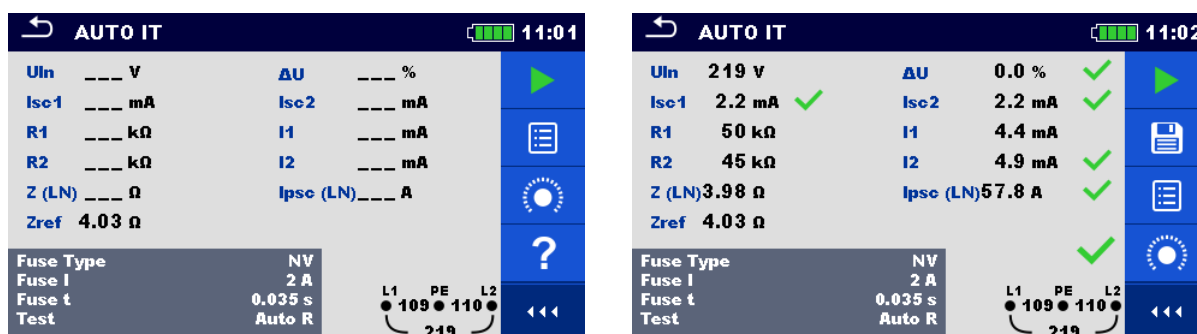 AUTO IT 11:01
Uln ___ V ΔU ___ %
Isc1 ___ mA Isc2 ___ mA
R1 ___ kΩ I1 ___ mA
R2 ___ kΩ I2 ___ mA
Z (LN) ___ Ω Ipsc (LN)___ A
Zref 4.03 Ω
Fuse Type NV
Fuse I 2 A
Fuse t 0.035 s
Test Auto R
?
L1 PE L2
109 110
219
AUTO IT 11:02
Uln 219 V ΔU 0.0 %
Isc1 2.2 mA Isc2 2.2 mA
R1 50 kΩ I1 4.4 mA
R2 45 kΩ I2 4.9 mA
Z (LN)3.98 Ω Ipsc (LN)57.8 A
Zref 4.03 Ω
Fuse Type NV
Fuse I 2 A
Fuse t 0.035 s
Test Auto R
L1 PE L2
109 110
219